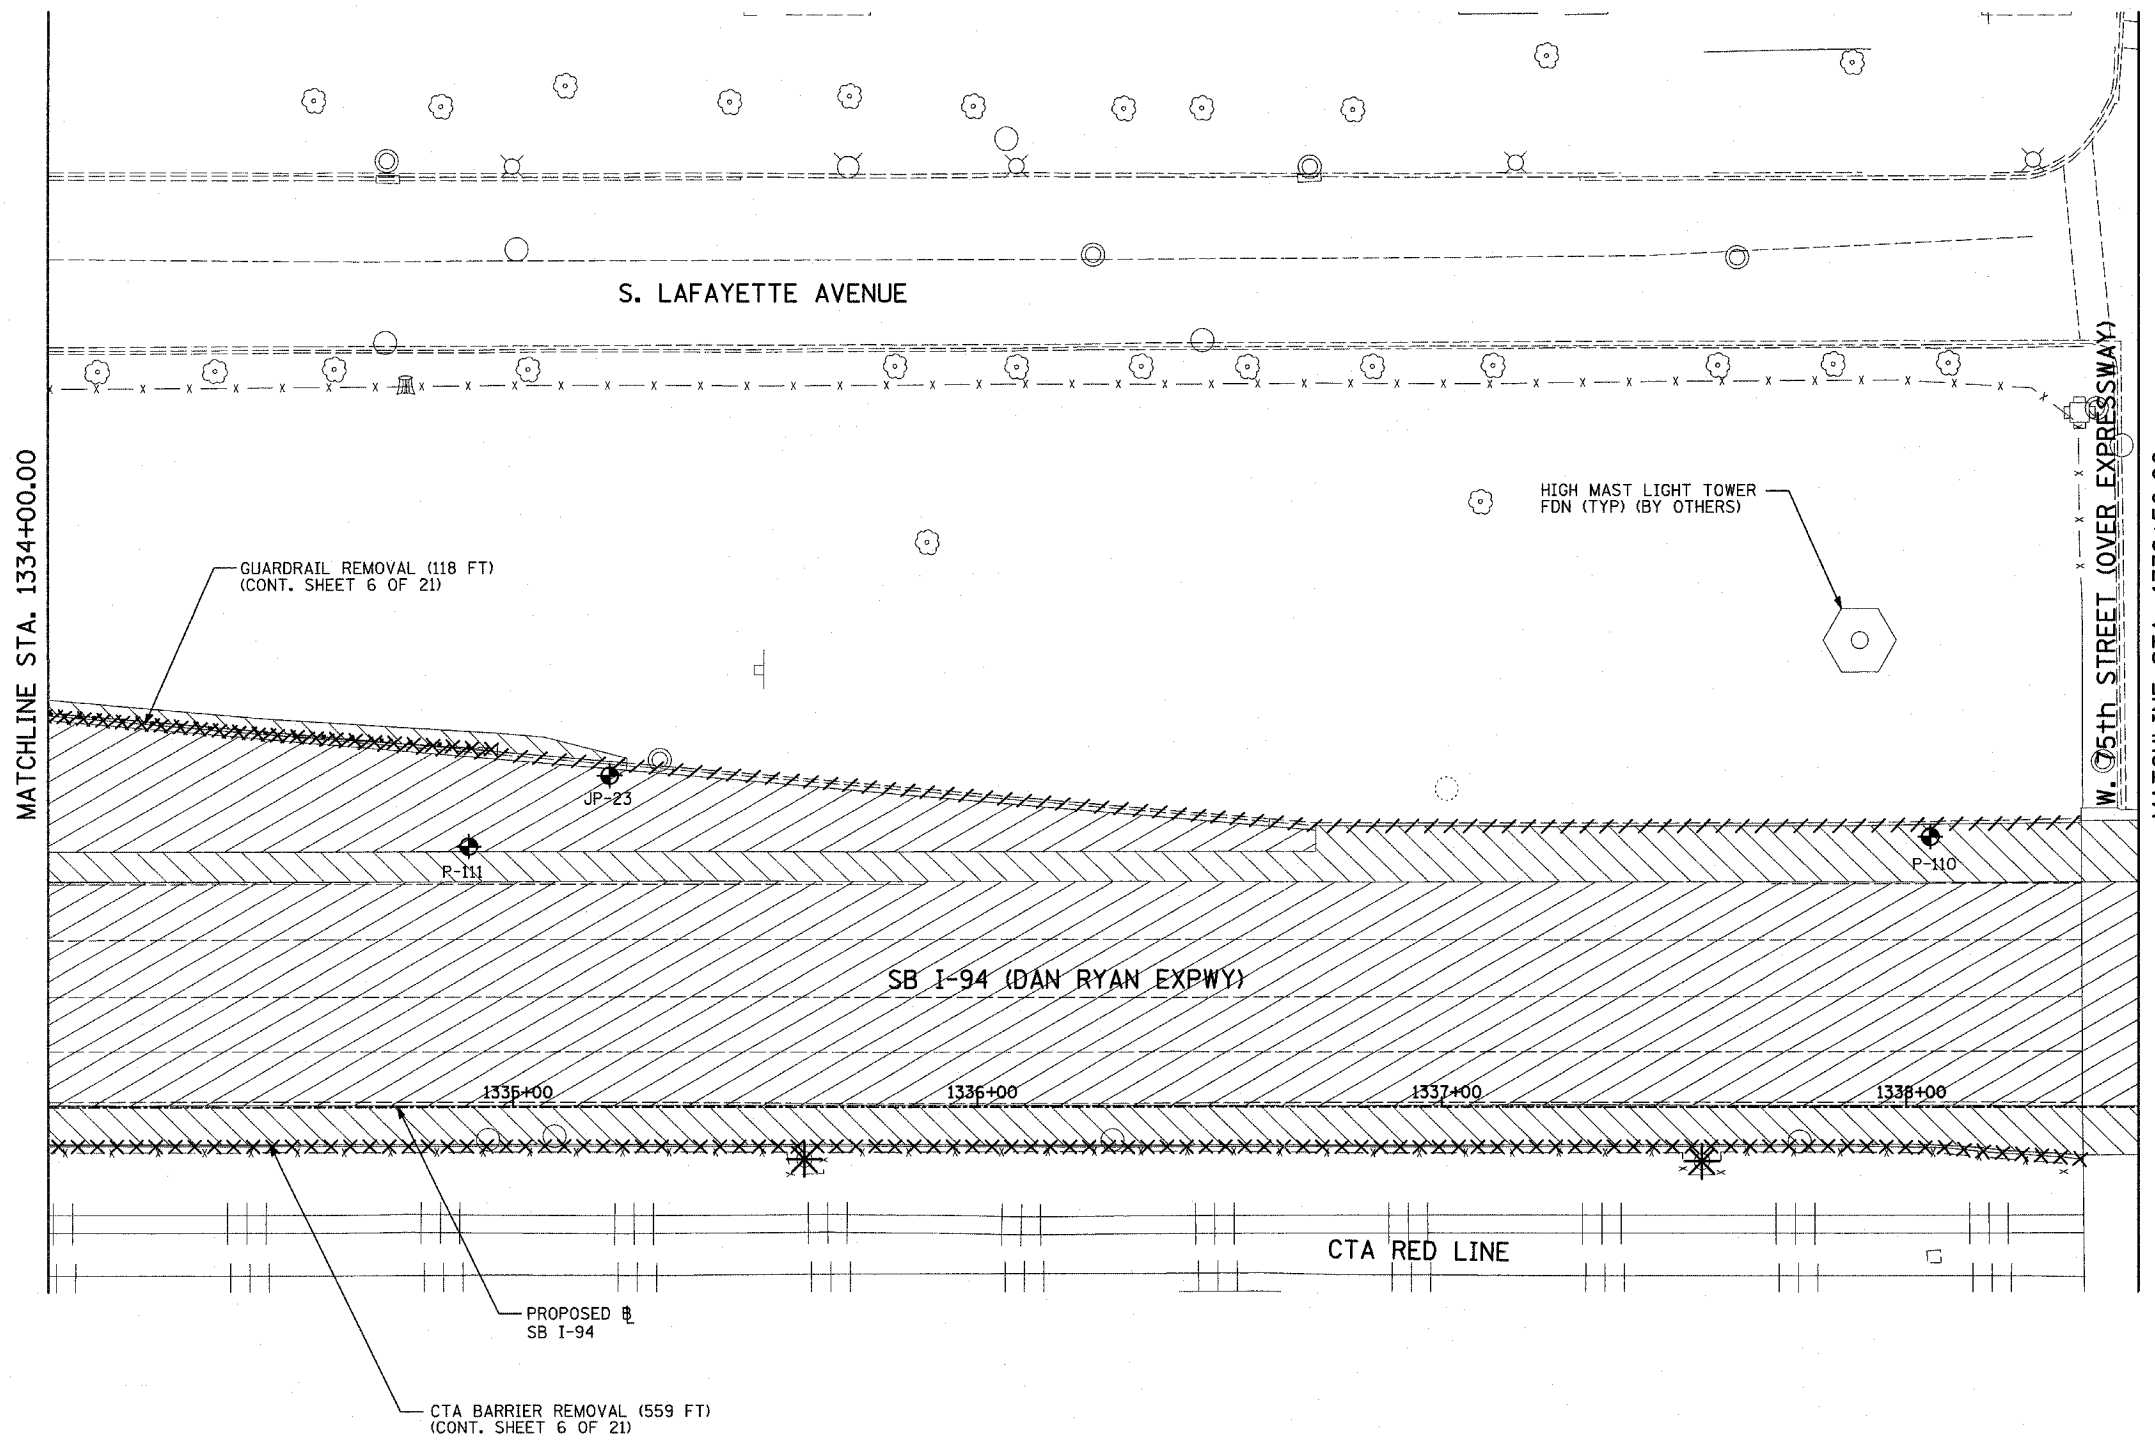 S. LAFAYETTE AVENUE
MATCHLINE STA. 1334+00.00
HIGH MAST LIGHT TOWER
FDN (TYP) (BY OTHERS)
W. 75th STREET (OVER EXPRESSWAY)
GUARDRAIL REMOVAL (118 FT)
(CONT. SHEET 6 OF 21)
JP-23
P-111
P-110
SB I-94 (DAN RYAN EXPWY)
1335+00
1336+00
1337+00
1338+00
CTA RED LINE
PROPOSED ⅊
SB I-94
CTA BARRIER REMOVAL (559 FT)
(CONT. SHEET 6 OF 21)